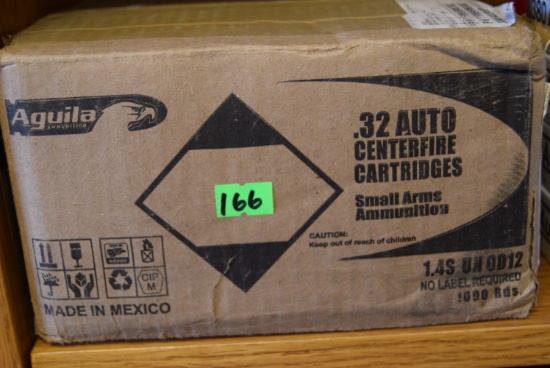 Aguila
AMMUNITION
.32 AUTO
CENTERFIRE
CARTRIDGES
Small Arms
Ammunition
166
CAUTION:
Keep out of reach of children
CIP
M
MADE IN MEXICO
1.4S UN 0012
NO LABEL REQUIRED
1000 Rds.